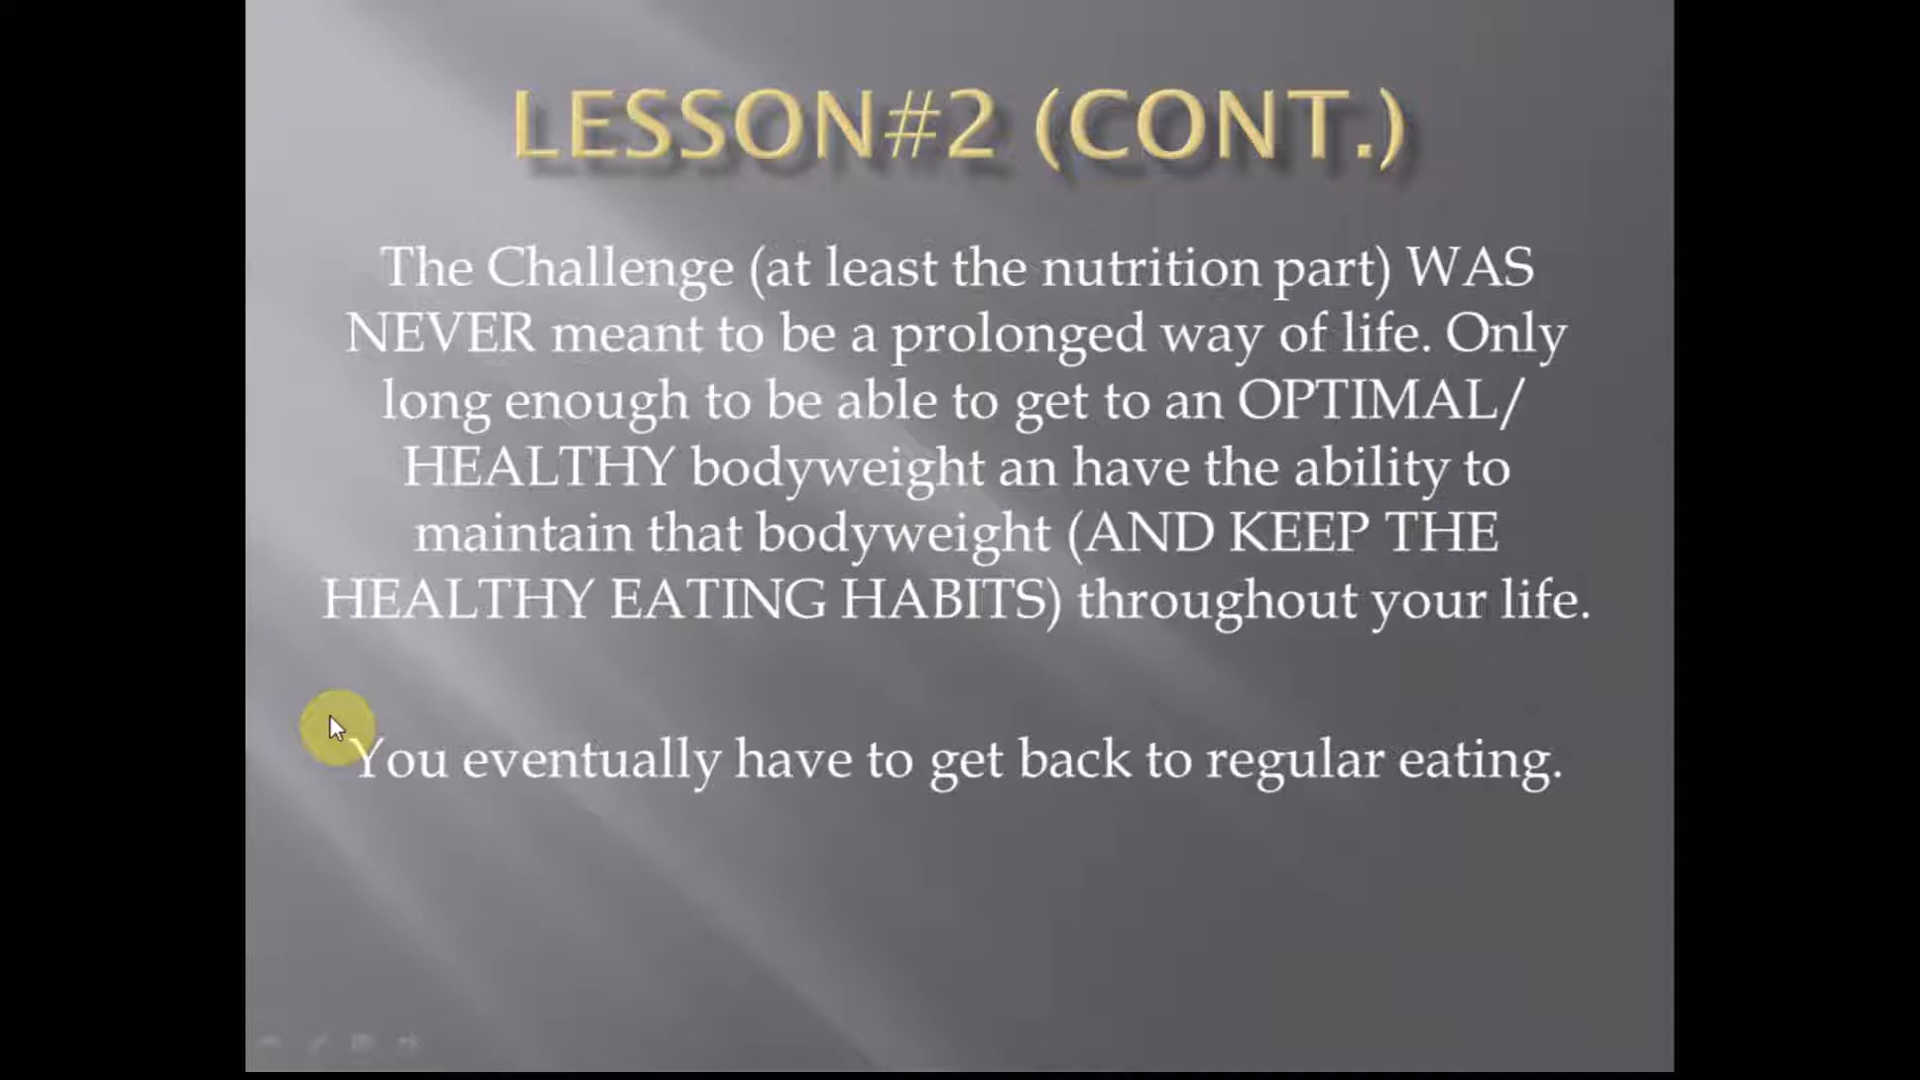 LESSON#2 (CONT.)
The Challenge (at least the nutrition part) WAS
NEVER meant to be a prolonged way of life. Only
long enough to be able to get to an OPTIMAL/
HEALTHY bodyweight an have the ability to
maintain that bodyweight (AND KEEP THE
HEALTHY EATING HABITS) throughout your life.
You eventually have to get back to regular eating.